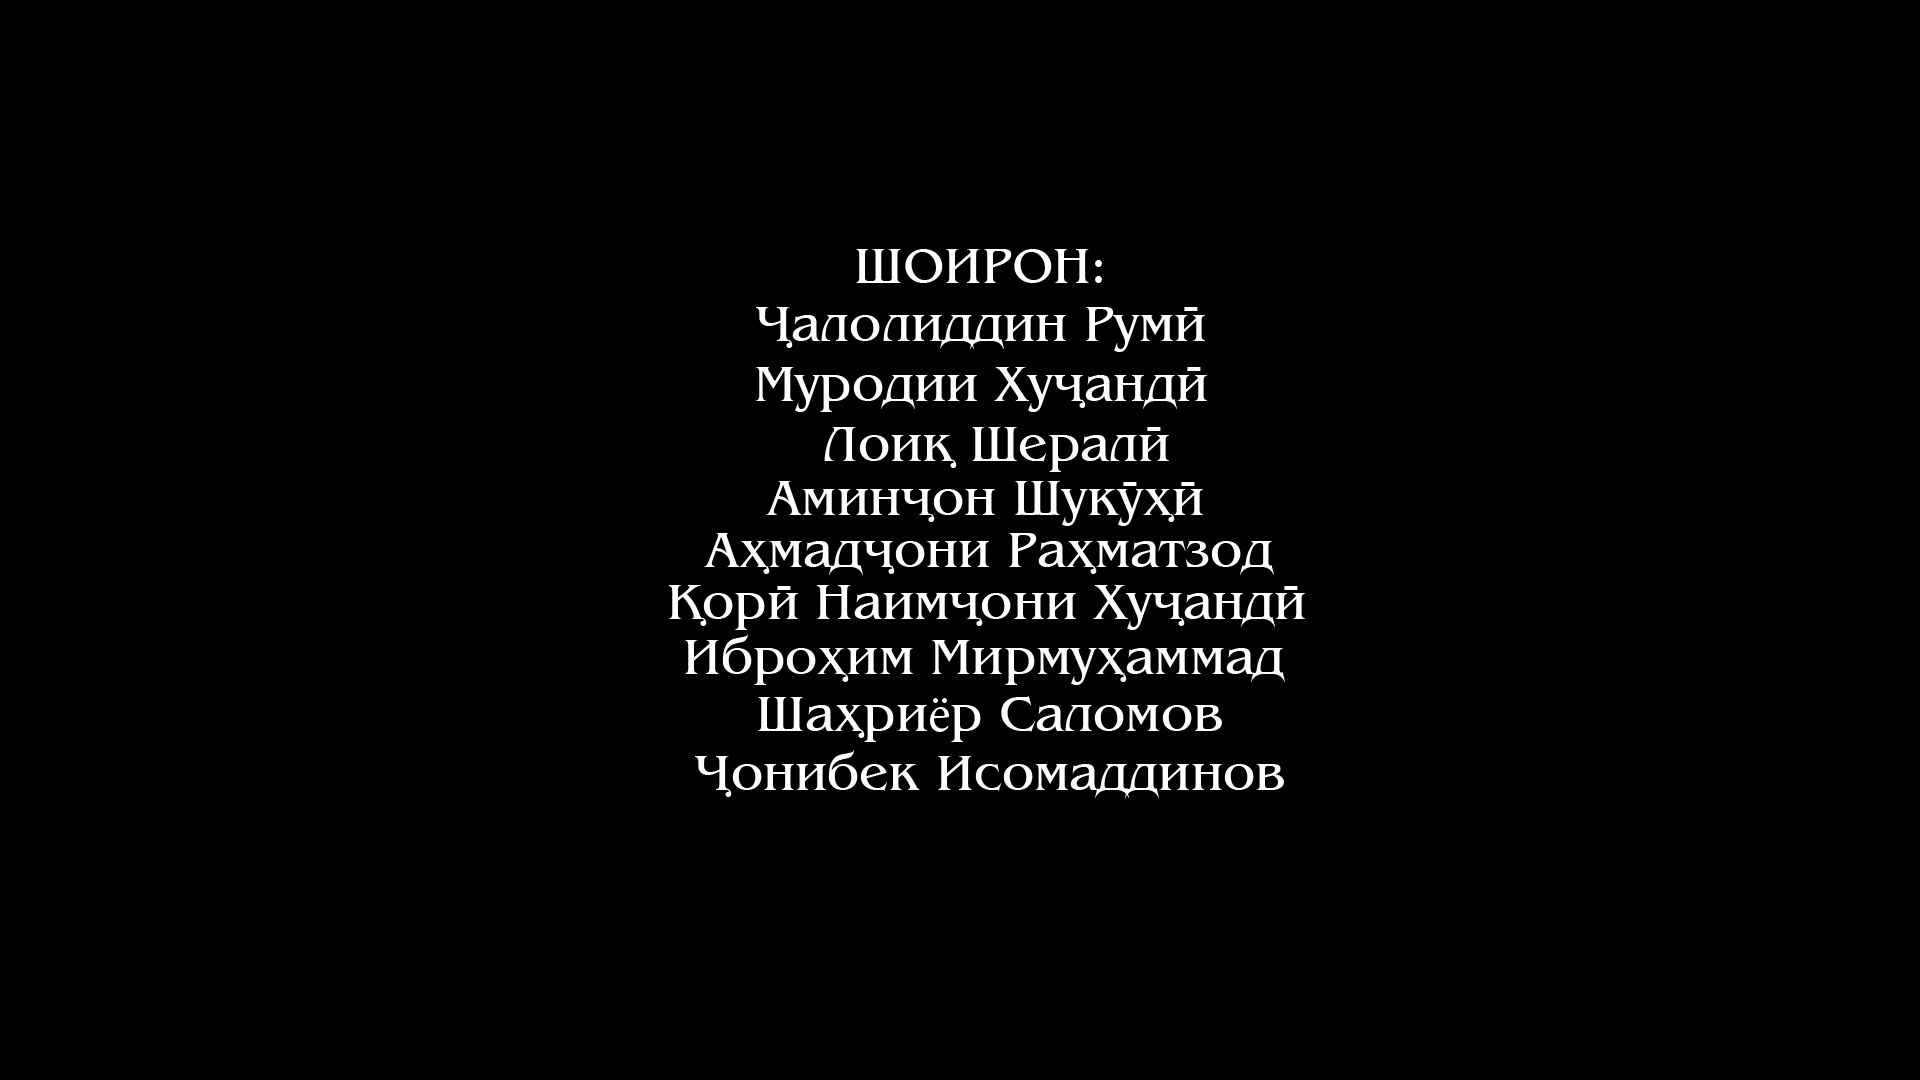 ШОИРОН:
Ҷалолиддин Румӣ
Муродии Хуҷандӣ
Лоиқ Шералӣ
Аминҷон Шукӯҳӣ
Аҳмадҷони Раҳматзод
Қорӣ Наимҷони Хуҷандӣ
Иброҳим Мирмуҳаммад
Шаҳриёр Саломов
Ҷонибек Исомаддинов